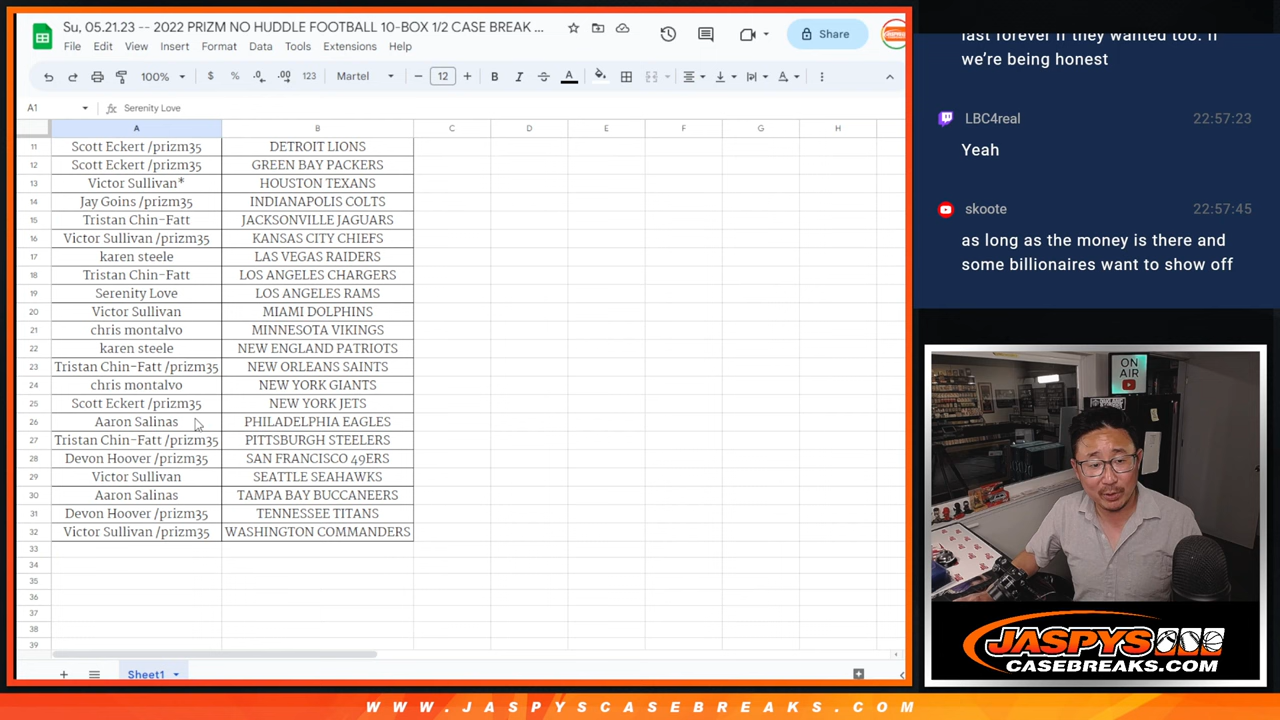 Su, 05.21.23 -- 2022 PRIZM NO HUDDLE FOOTBALL 10-BOX 1/2 CASE BREAK ...
File Edit View Insert Format Data Tools Extensions Help
Share
100% $ % .0 .00 123 Martel 12 B I A
A1 fx Serenity Love
A B C D E F G H
11 Scott Eckert /prizm35 DETROIT LIONS
12 Scott Eckert /prizm35 GREEN BAY PACKERS
13 Victor Sullivan* HOUSTON TEXANS
14 Jay Goins /prizm35 INDIANAPOLIS COLTS
15 Tristan Chin-Fatt JACKSONVILLE JAGUARS
16 Victor Sullivan /prizm35 KANSAS CITY CHIEFS
17 karen steele LAS VEGAS RAIDERS
18 Tristan Chin-Fatt LOS ANGELES CHARGERS
19 Serenity Love LOS ANGELES RAMS
20 Victor Sullivan MIAMI DOLPHINS
21 chris montalvo MINNESOTA VIKINGS
22 karen steele NEW ENGLAND PATRIOTS
23 Tristan Chin-Fatt /prizm35 NEW ORLEANS SAINTS
24 chris montalvo NEW YORK GIANTS
25 Scott Eckert /prizm35 NEW YORK JETS
26 Aaron Salinas PHILADELPHIA EAGLES
27 Tristan Chin-Fatt /prizm35 PITTSBURGH STEELERS
28 Devon Hoover /prizm35 SAN FRANCISCO 49ERS
29 Victor Sullivan SEATTLE SEAHAWKS
30 Aaron Salinas TAMPA BAY BUCCANEERS
31 Devon Hoover /prizm35 TENNESSEE TITANS
32 Victor Sullivan /prizm35 WASHINGTON COMMANDERS
33
34
35
36
37
38
39
Sheet1
last forever if they wanted too. If
we're being honest
LBC4real 22:57:23
Yeah
skoote 22:57:45
as long as the money is there and
some billionaires want to show off
ON
AIR
JASPYS
CASEBREAKS.COM
WWW.JASPYSCASEBREAKS.COM